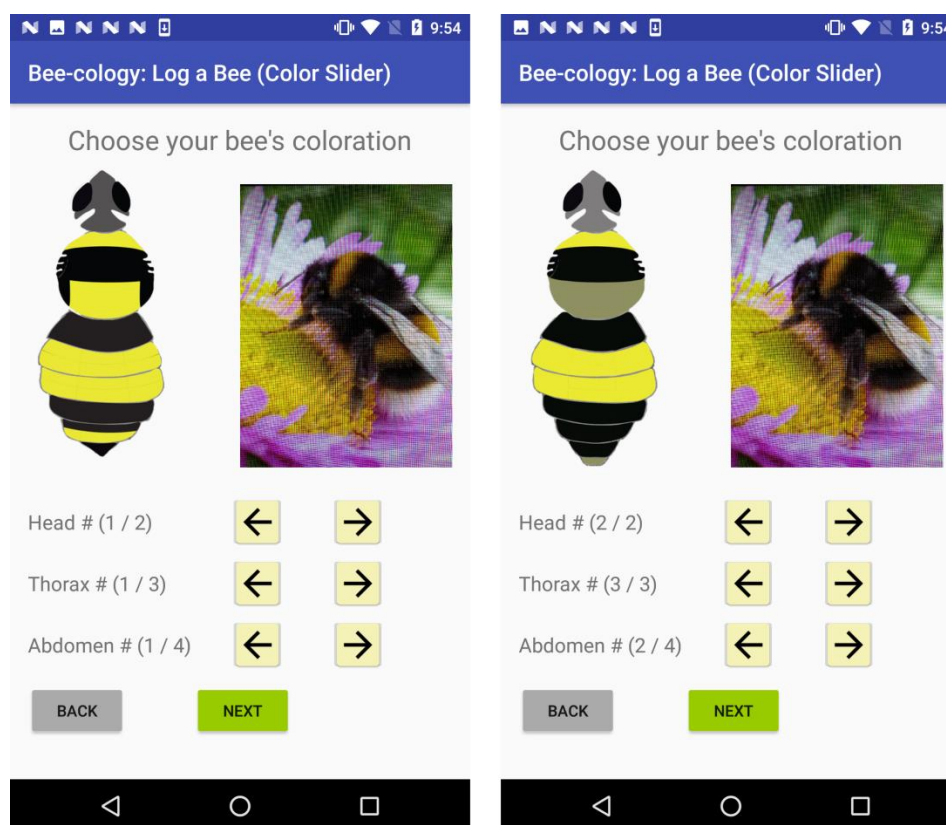 9:54
Bee-cology: Log a Bee (Color Slider)
Choose your bee's coloration
Head # (1 / 2)
Thorax # (1 / 3)
Abdomen # (1 / 4)
BACK NEXT
9:54
Bee-cology: Log a Bee (Color Slider)
Choose your bee's coloration
Head # (2 / 2)
Thorax # (3 / 3)
Abdomen # (2 / 4)
BACK NEXT